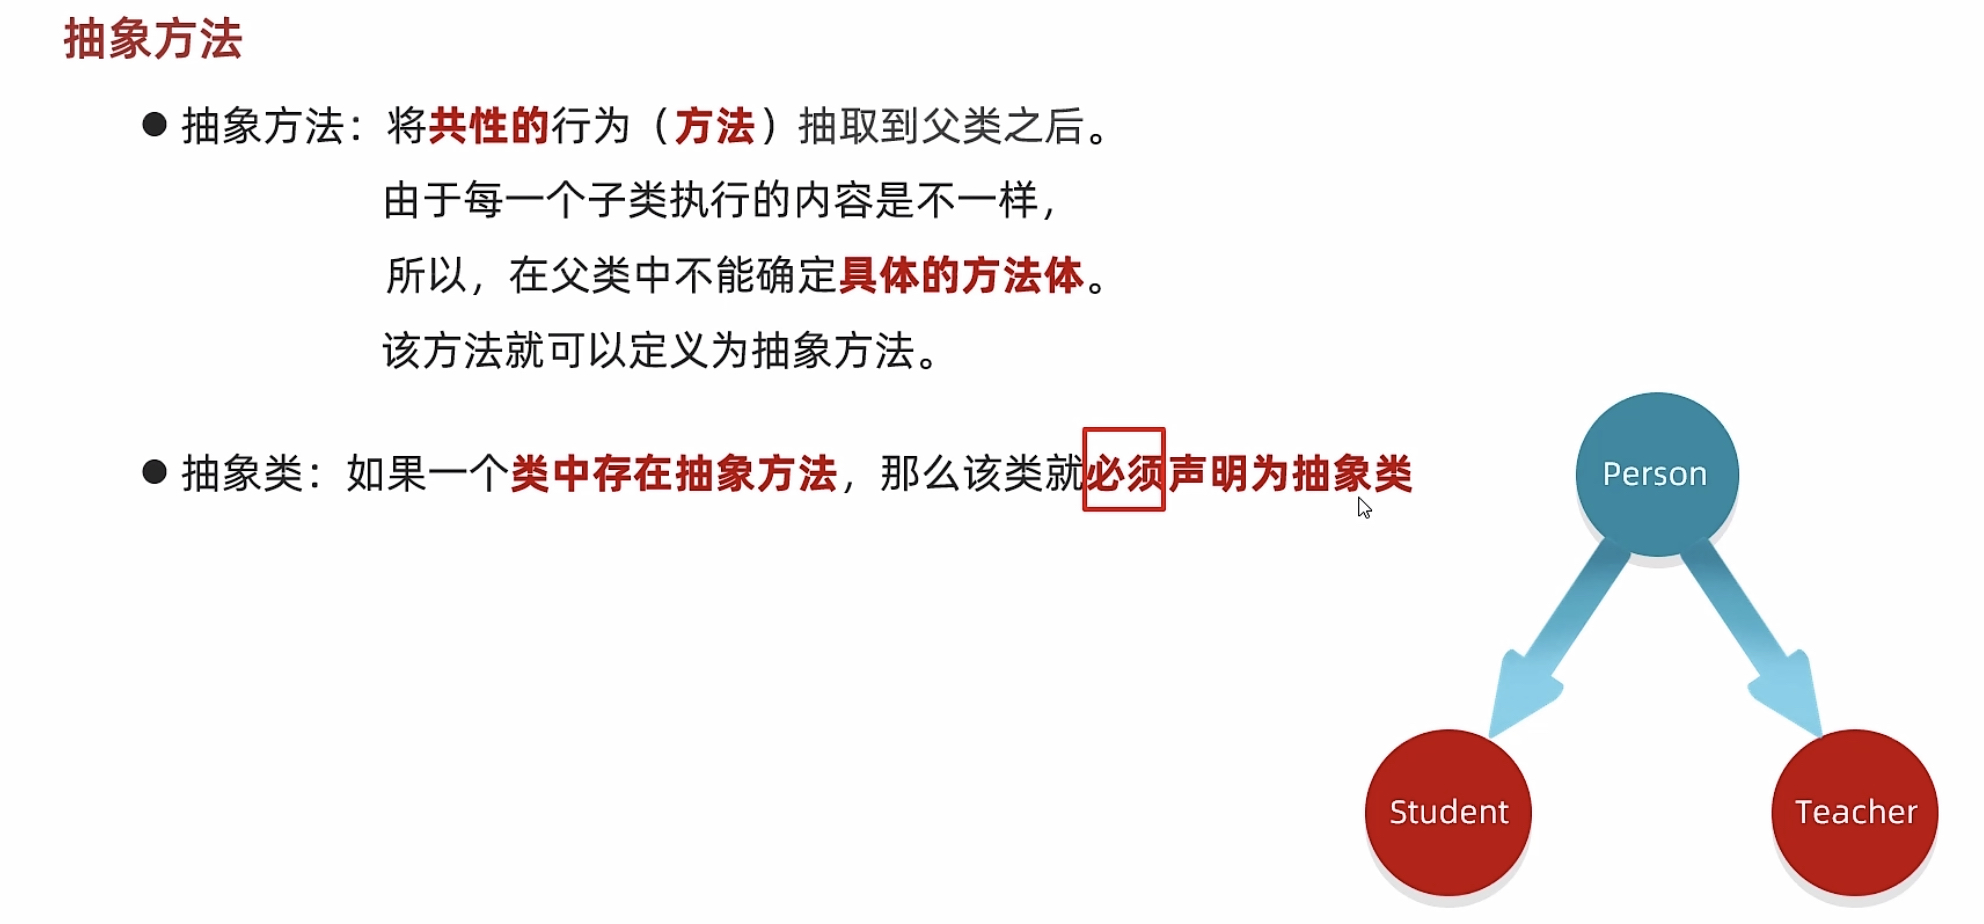 抽象方法
● 抽象方法：将共性的行为（方法）抽取到父类之后。
由于每一个子类执行的内容是不一样，
所以，在父类中不能确定具体的方法体。
该方法就可以定义为抽象方法。
● 抽象类：如果一个类中存在抽象方法，那么该类就必须声明为抽象类
Person
Student
Teacher